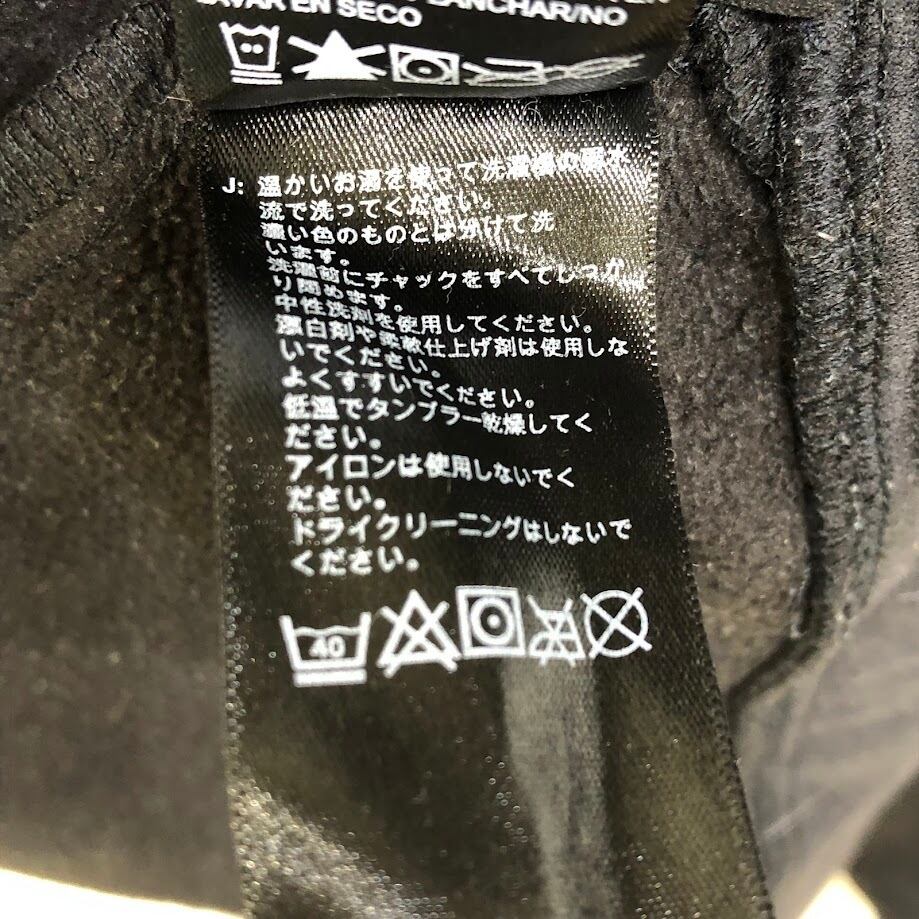 PLANCHAR/NO
LAVAR EN SECO
J: 温かいお湯を使って洗濯機の弱水
流で洗ってください。
濃い色のものとは分けて洗
います。
洗濯前にチャックをすべてしっか
り閉めます。
中性洗剤を使用してください。
漂白剤や柔軟仕上げ剤は使用しな
いでください。
よくすすいでください。
低温でタンブラー乾燥してく
ださい。
アイロンは使用しないでく
ださい。
ドライクリーニングはしないで
ください。
40